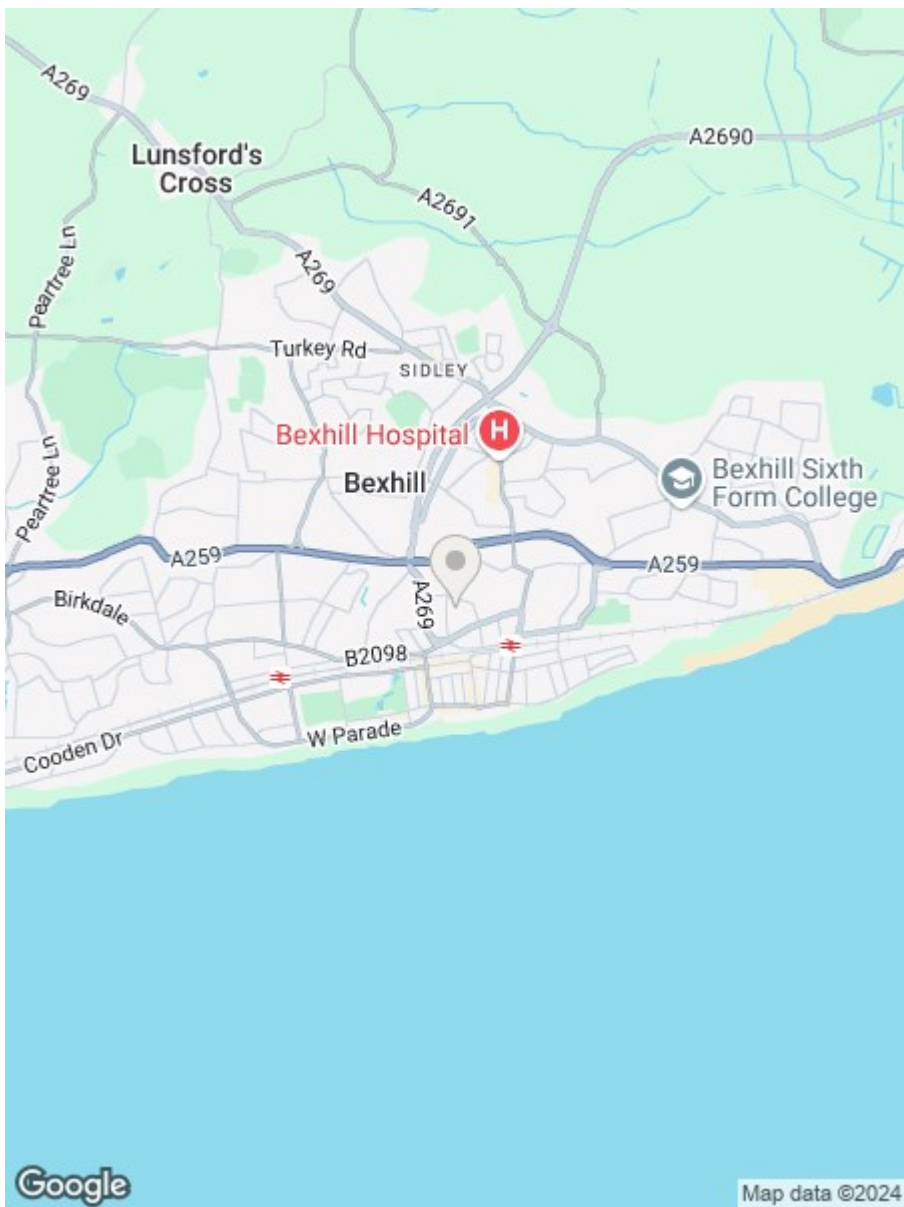 A269
A2690
Lunsford's
Cross
A2691
Peartree Ln
A269
Turkey Rd
SIDLEY
Bexhill Hospital
H
Bexhill Sixth
Form College
Bexhill
Peartree Ln
A259
A259
Birkdale
A269
B2098
W Parade
Cooden Dr
Google
Map data ©2024